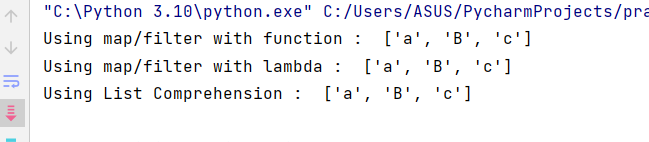 "C:\Python 3.10\python.exe" C:/Users/ASUS/PycharmProjects/pra
Using map/filter with function :  ['a', 'B', 'c']
Using map/filter with lambda :  ['a', 'B', 'c']
Using List Comprehension :  ['a', 'B', 'c']